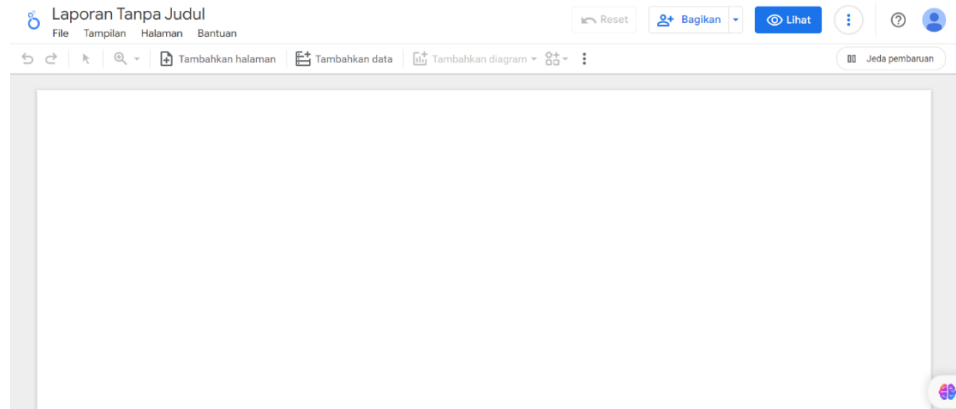 Laporan Tanpa Judul
File Tampilan Halaman Bantuan
Reset Bagikan Lihat
Tambahkan halaman Tambahkan data Tambahkan diagram Jeda pembaruan